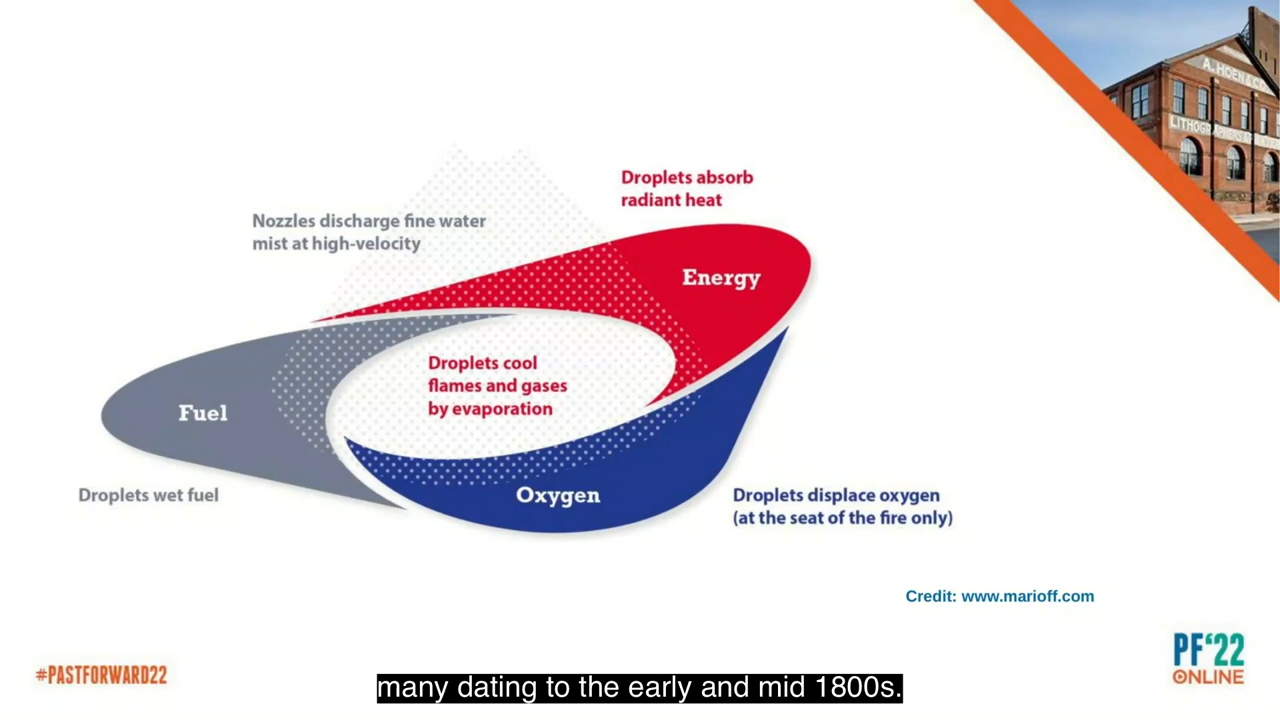 A. HOEN & CO.
Droplets absorb
radiant heat
Nozzles discharge fine water
mist at high-velocity
Energy
Droplets cool
flames and gases
by evaporation
Fuel
Droplets wet fuel
Oxygen
Droplets displace oxygen
(at the seat of the fire only)
Credit: www.marioff.com
#PASTFORWARD22
PF‘22
ONLINE
many dating to the early and mid 1800s.